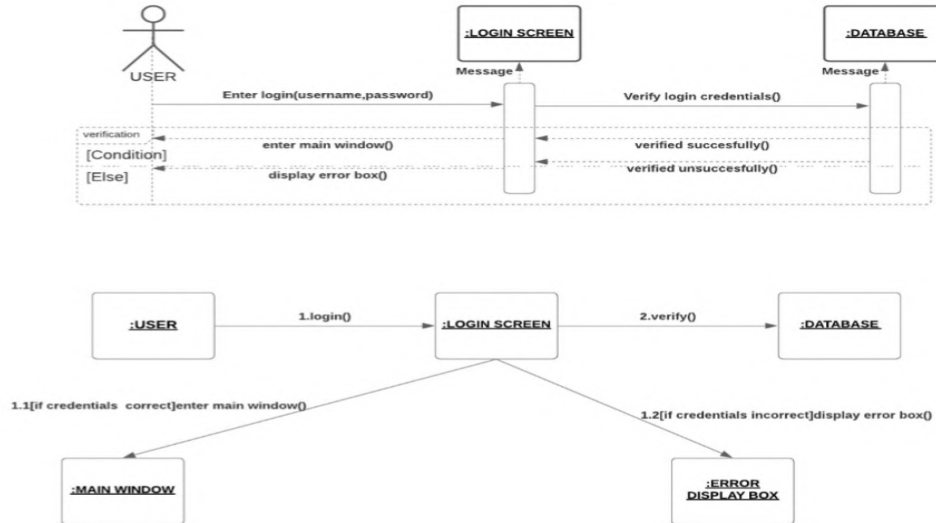 :LOGIN SCREEN
:DATABASE
USER
Message
Message
Enter login(username,password)
Verify login credentials()
verification
enter main window()
verified succesfully()
[Condition]
[Else]
display error box()
verified unsuccesfully()
:USER
1.login()
:LOGIN SCREEN
2.verify()
:DATABASE
1.1[if credentials correct]enter main window()
1.2[if credentials incorrect]display error box()
:MAIN WINDOW
:ERROR
DISPLAY BOX